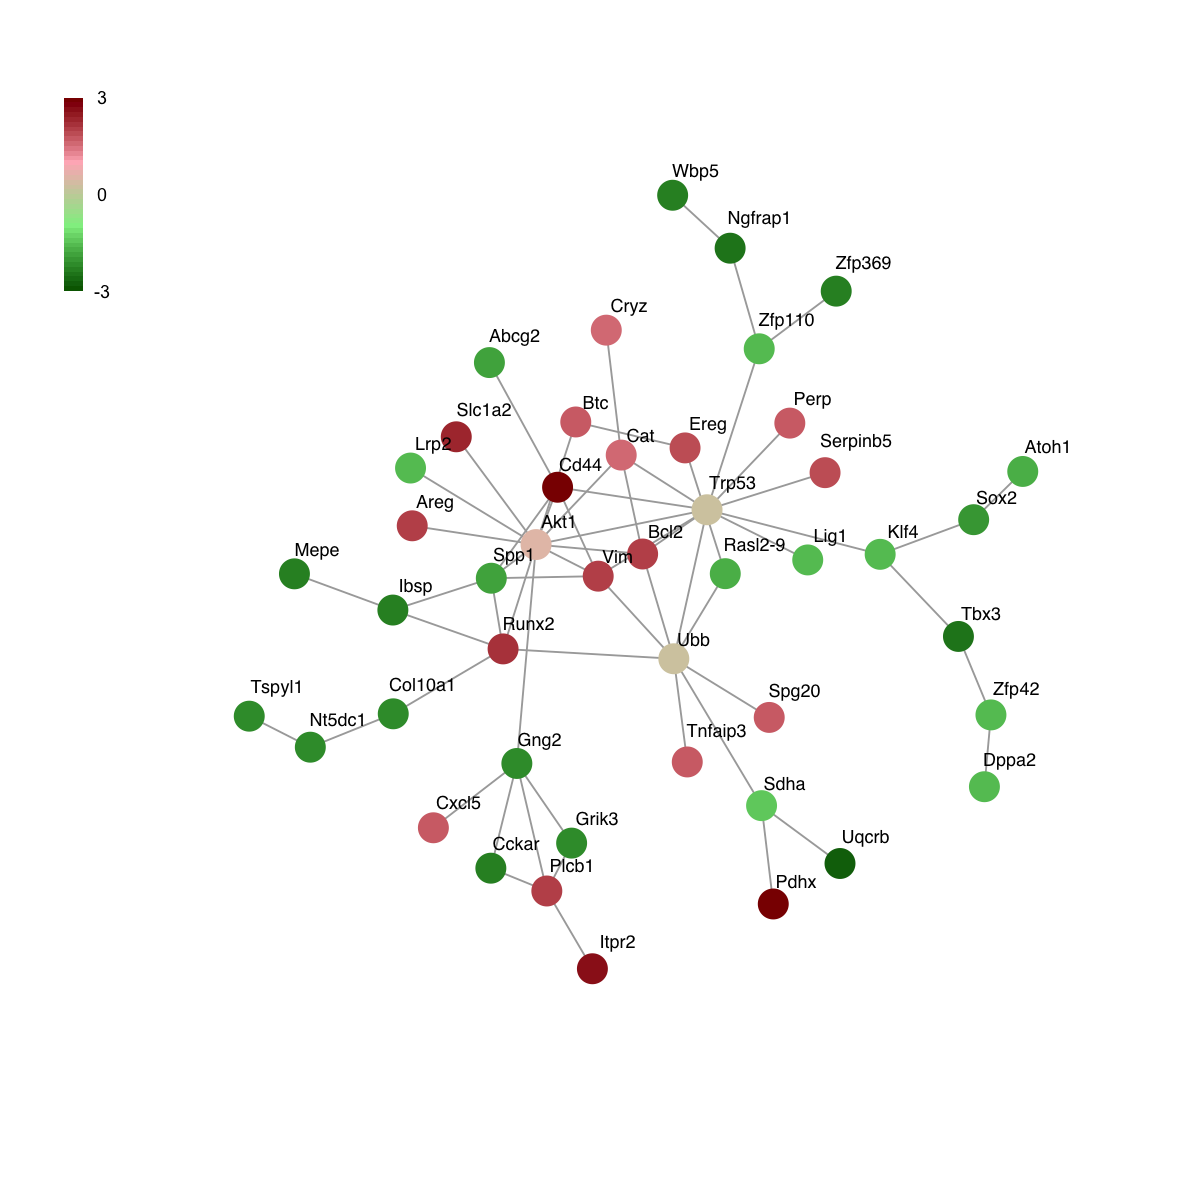 3
0
-3
Wbp5
Ngfrap1
Zfp369
Cryz
Zfp110
Abcg2
Btc
Perp
Slc1a2
Ereg
Cat
Serpinb5
Lrp2
Atoh1
Cd44
Trp53
Areg
Sox2
Akt1
Bcl2
Lig1
Klf4
Rasl2-9
Mepe
Spp1
Vim
Ibsp
Tbx3
Runx2
Ubb
Tspyl1
Col10a1
Spg20
Zfp42
Nt5dc1
Tnfaip3
Gng2
Dppa2
Sdha
Cxcl5
Grik3
Uqcrb
Cckar
Plcb1
Pdhx
Itpr2